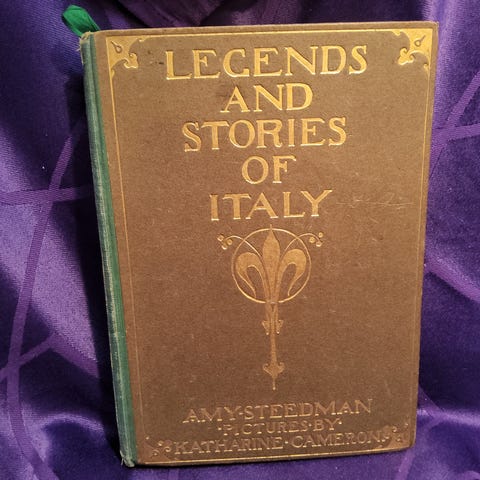 LEGENDS
AND
STORIES
OF
ITALY
AMY·STEEDMAN
PICTURES·BY
KATHARINE·CAMERON